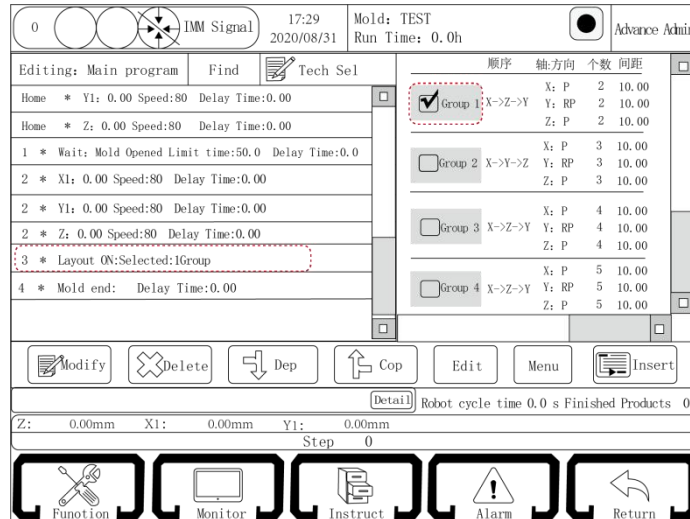 0 IMM Signal 17:29 2020/08/31 Mold: TEST Run Time: 0.0h Advance Admin
Editing: Main program Find Tech Sel
Home * Y1: 0.00 Speed:80 Delay Time:0.00
Home * Z: 0.00 Speed:80 Delay Time:0.00
1 * Wait: Mold Opened Limit time:50.0 Delay Time:0.0
2 * X1: 0.00 Speed:80 Delay Time:0.00
2 * Y1: 0.00 Speed:80 Delay Time:0.00
2 * Z: 0.00 Speed:80 Delay Time:0.00
3 * Layout ON:Selected:1Group
4 * Mold end: Delay Time:0.00
顺序 轴:方向 个数 间距
X: P 2 10.00
Group 1 X->Z->Y Y: RP 2 10.00
Z: P 2 10.00
X: P 3 10.00
Group 2 X->Y->Z Y: RP 3 10.00
Z: P 3 10.00
X: P 4 10.00
Group 3 X->Z->Y Y: RP 4 10.00
Z: P 4 10.00
X: P 5 10.00
Group 4 X->Z->Y Y: RP 5 10.00
Z: P 5 10.00
Modify Delete Dep Cop Edit Menu Insert
Detail Robot cycle time 0.0 s Finished Products 0
Z: 0.00mm X1: 0.00mm Y1: 0.00mm
Step 0
Funotion Monitor Instruct Alarm Return